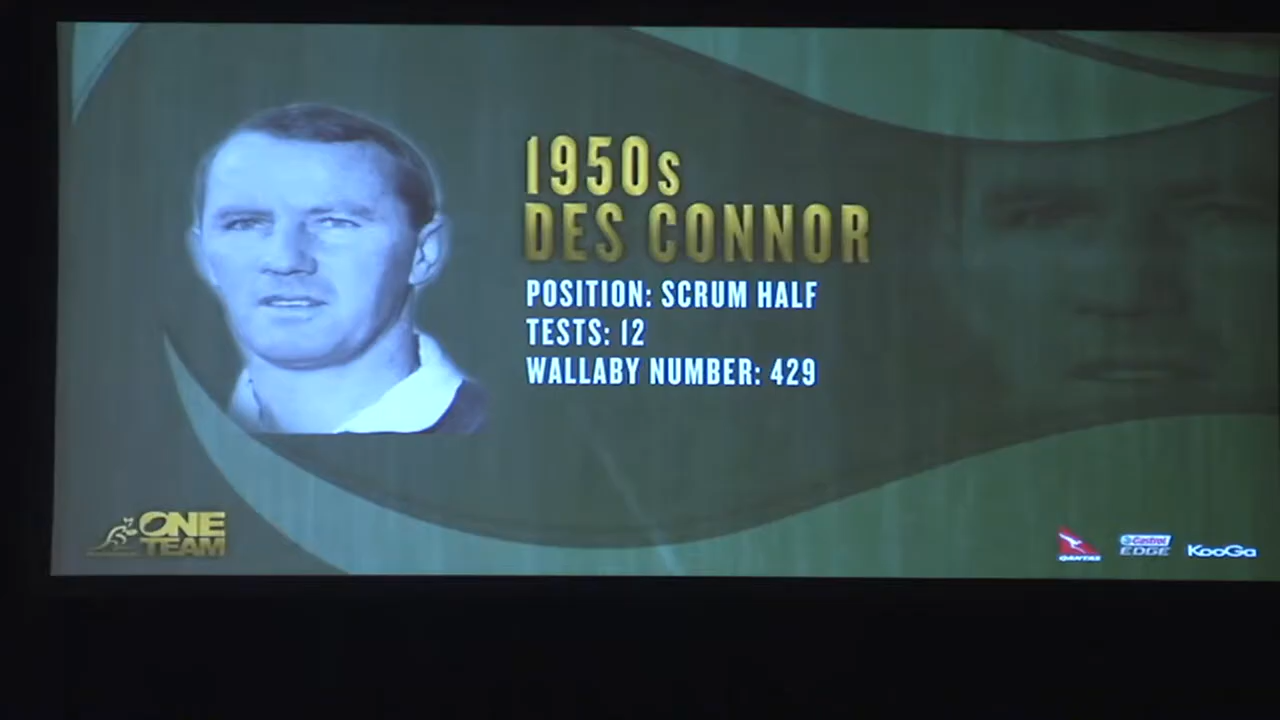 1950s
DES CONNOR
POSITION: SCRUM HALF
TESTS: 12
WALLABY NUMBER: 429
ONE
TEAM
QANTAS
Castrol
EDGE
KooGa